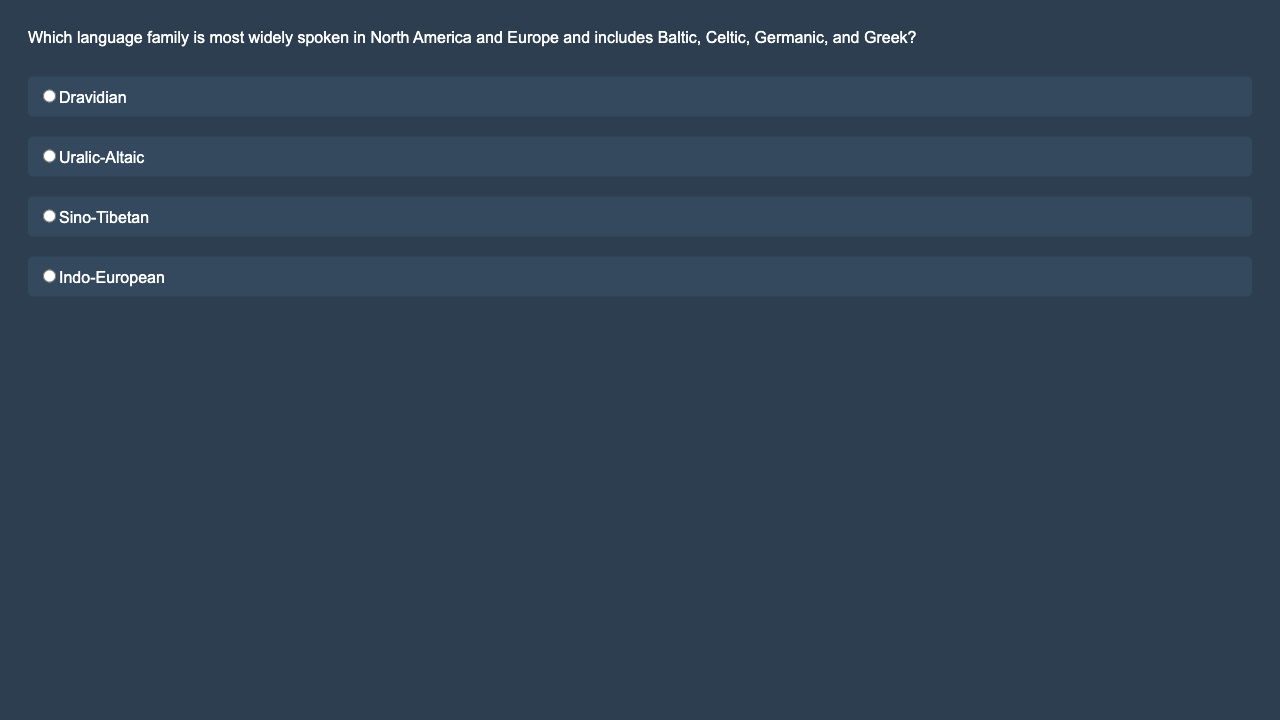 Which language family is most widely spoken in North America and Europe and includes Baltic, Celtic, Germanic, and Greek?
Dravidian
Uralic-Altaic
Sino-Tibetan
Indo-European